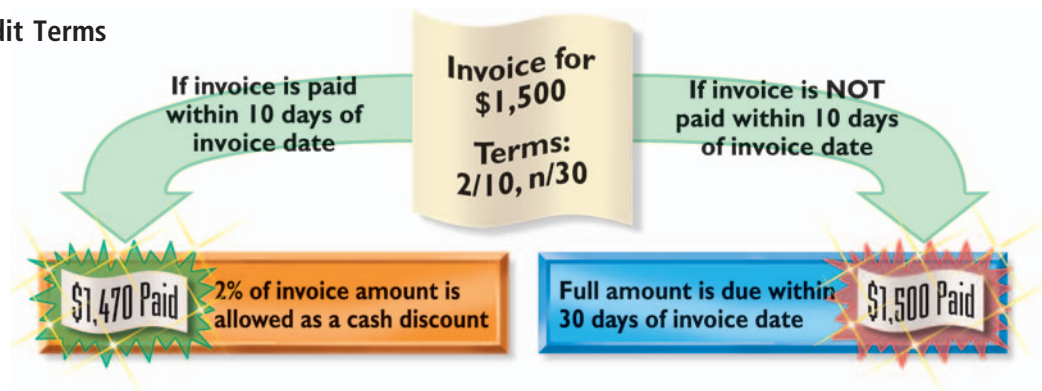 dit Terms
Invoice for
$1,500
Terms:
2/10, n/30
If invoice is paid
within 10 days of
invoice date
If invoice is NOT
paid within 10 days
of invoice date
$1,470 Paid
2% of invoice amount is
allowed as a cash discount
Full amount is due within
30 days of invoice date
$1,500 Paid